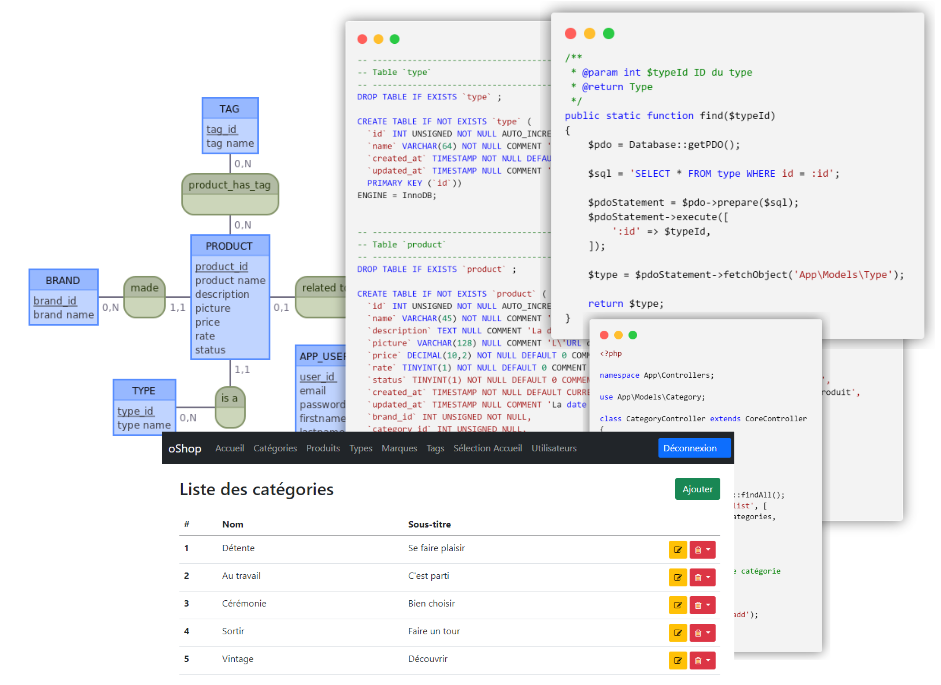 TAG
tag_id
tag name
0,N
product_has_tag
0,N
PRODUCT
product_id
product name
description
picture
price
rate
status
BRAND
brand_id
brand name
0,N
made
1,1
0,1
related
1,1
is a
TYPE
type_id
type name
0,N
APP_USE
user_id
email
password
firstname
-- --------------------------------
-- Table `type`
-- --------------------------------
DROP TABLE IF EXISTS `type` ;
CREATE TABLE IF NOT EXISTS `type` (
`id` INT UNSIGNED NOT NULL AUTO_INCRE
`name` VARCHAR(64) NOT NULL COMMENT '
`created_at` TIMESTAMP NOT NULL DEFAU
`updated_at` TIMESTAMP NULL COMMENT '
PRIMARY KEY (`id`))
ENGINE = InnoDB;
-- --------------------------------
-- Table `product`
-- --------------------------------
DROP TABLE IF EXISTS `product` ;
CREATE TABLE IF NOT EXISTS `product` (
`id` INT UNSIGNED NOT NULL AUTO_INCRE
`name` VARCHAR(45) NOT NULL COMMENT '
`description` TEXT NULL COMMENT 'La d
`picture` VARCHAR(128) NULL COMMENT 'L\'URL
`price` DECIMAL(10,2) NOT NULL DEFAULT 0 COMM
`rate` TINYINT(1) NOT NULL DEFAULT 0 COMMENT
`status` TINYINT(1) NOT NULL DEFAULT 0 COMMEN
`created_at` TIMESTAMP NOT NULL DEFAULT CURRE
`updated_at` TIMESTAMP NULL COMMENT 'La date
`brand_id` INT UNSIGNED NOT NULL,
`category_id` INT UNSIGNED NULL,
/**
* @param int $typeId ID du type
* @return Type
*/
public static function find($typeId)
{
$pdo = Database::getPDO();
$sql = 'SELECT * FROM type WHERE id = :id';
$pdoStatement = $pdo->prepare($sql);
$pdoStatement->execute([
':id' => $typeId,
]);
$type = $pdoStatement->fetchObject('App\Models\Type');
return $type;
}
',
roduit',
<?php
namespace App\Controllers;
use App\Models\Category;
class CategoryController extends CoreController
{
::findAll();
list', [
ategories,
e catégorie
add');
oShop Accueil Catégories Produits Types Marques Tags Sélection Accueil Utilisateurs Déconnexion
Liste des catégories
Ajouter
# Nom Sous-titre
1 Détente Se faire plaisir
2 Au travail C'est parti
3 Cérémonie Bien choisir
4 Sortir Faire un tour
5 Vintage Découvrir